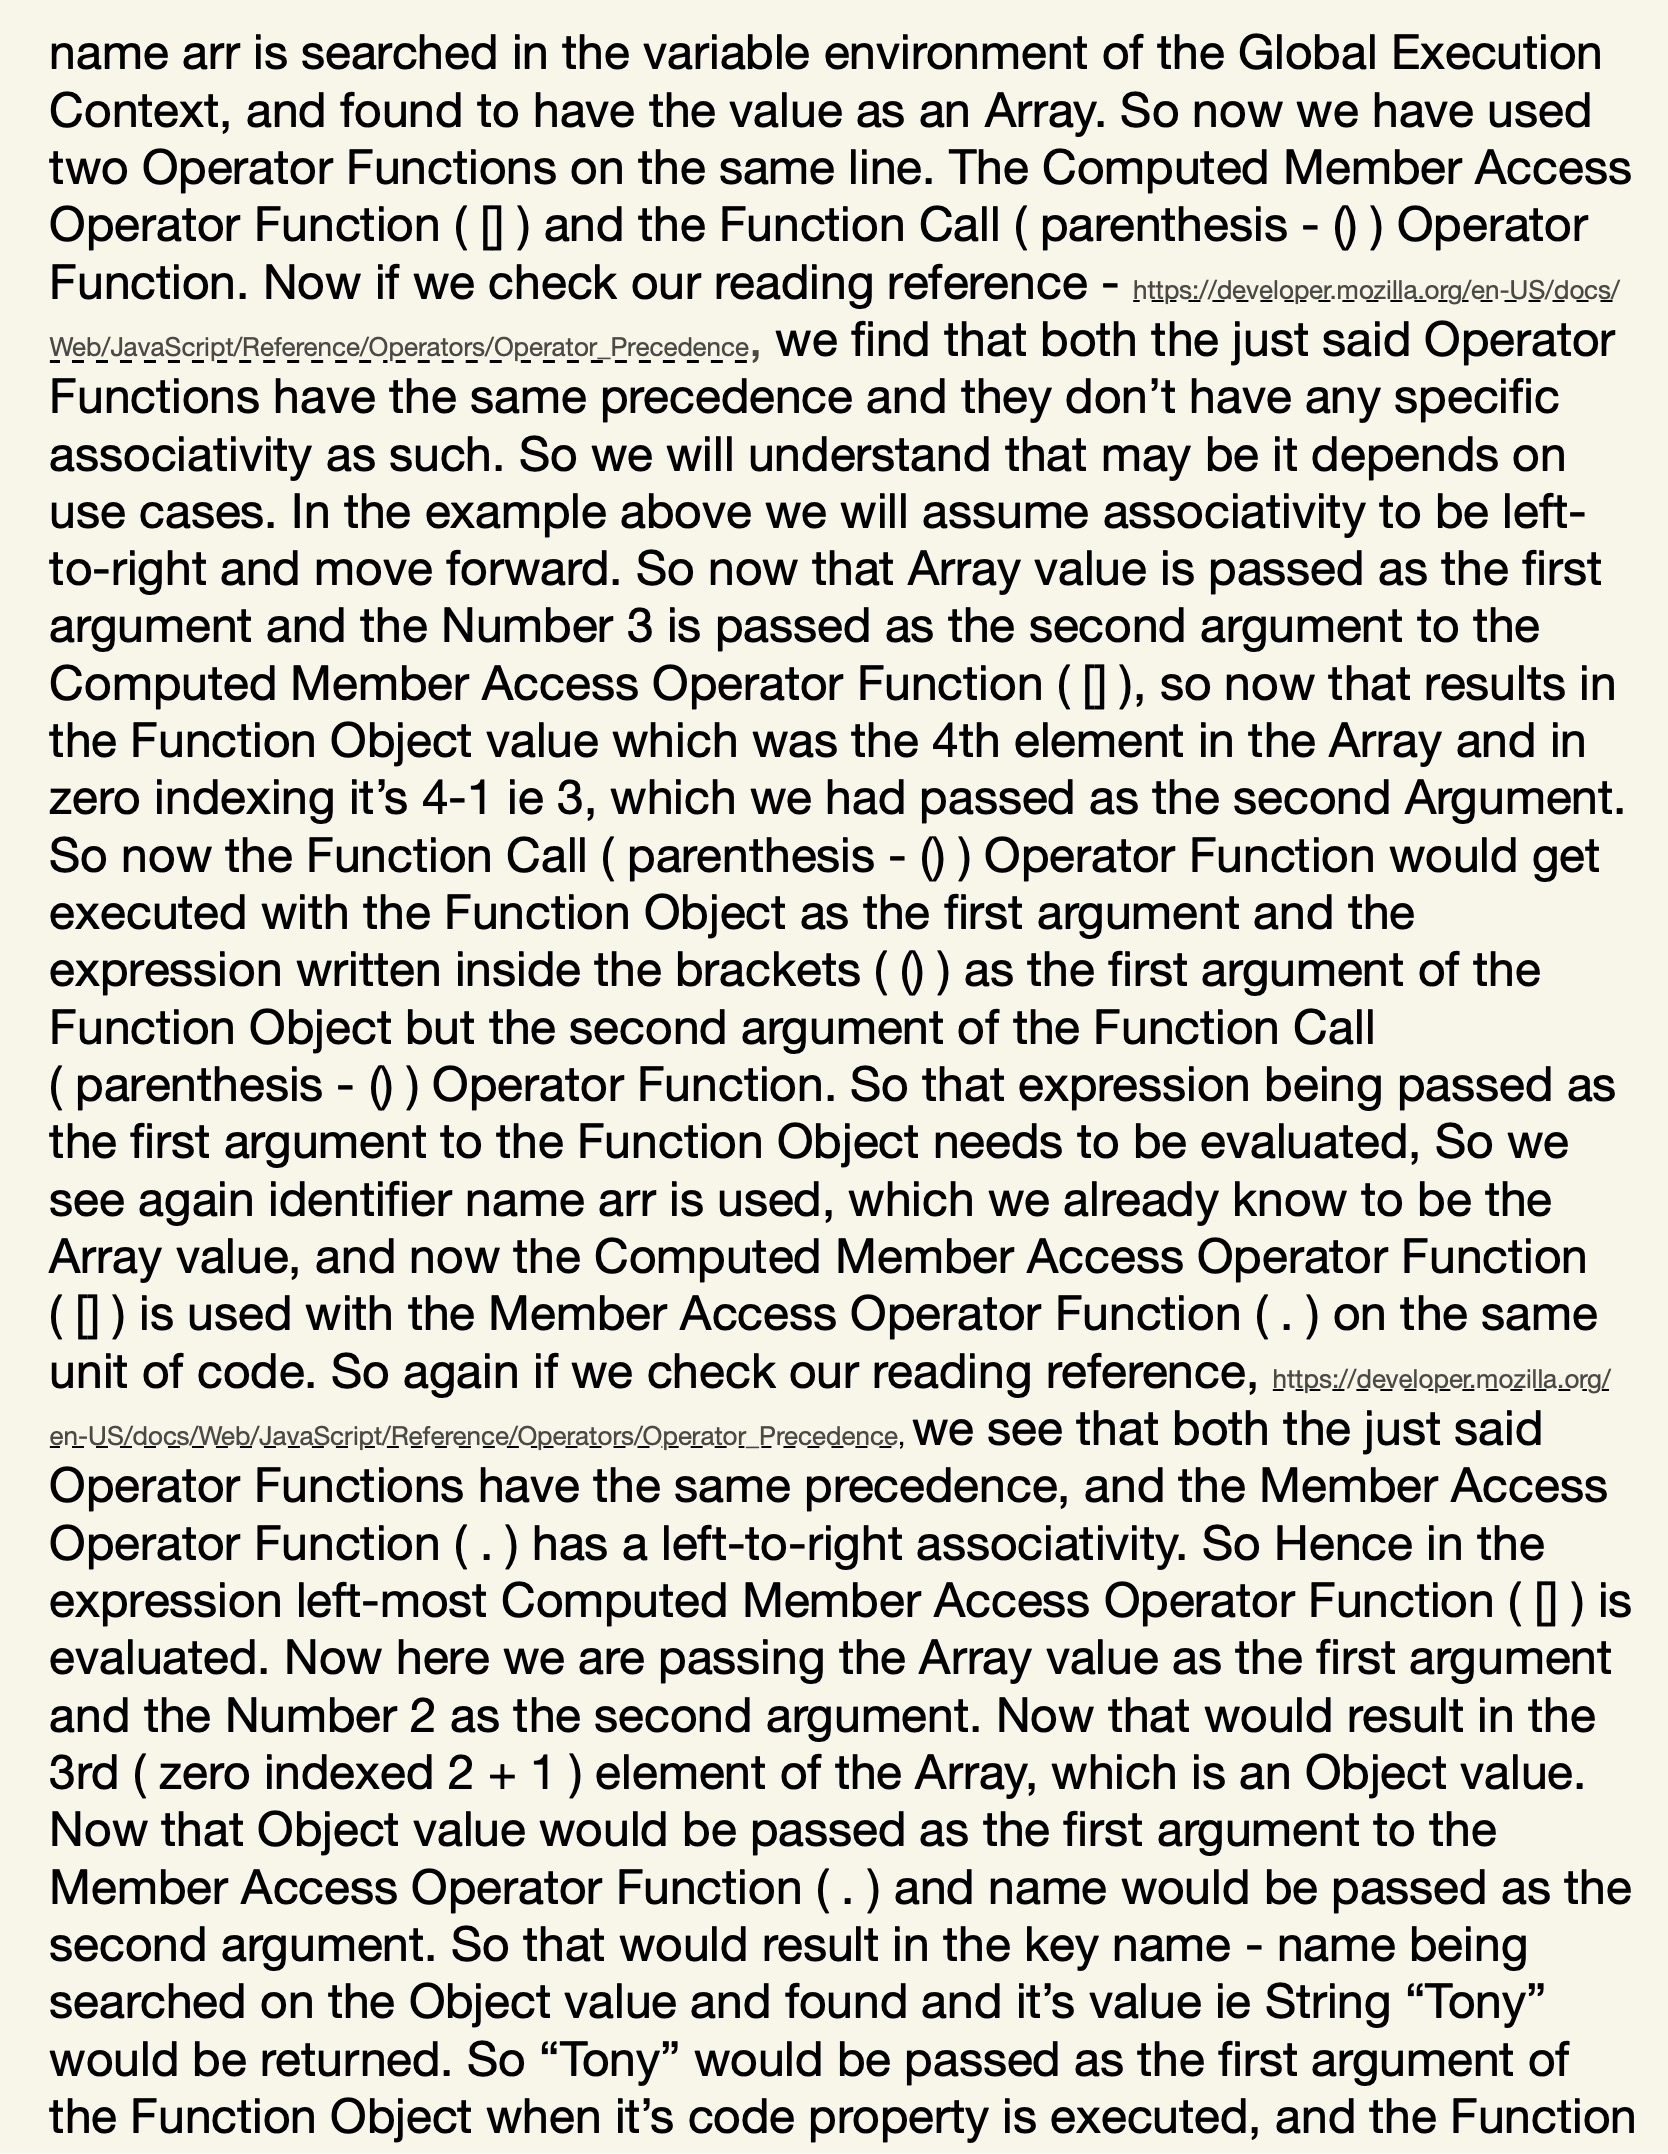 name arr is searched in the variable environment of the Global Execution
Context, and found to have the value as an Array. So now we have used
two Operator Functions on the same line. The Computed Member Access
Operator Function ( [] ) and the Function Call ( parenthesis - () ) Operator
Function. Now if we check our reading reference - https://developer.mozilla.org/en-US/docs/
Web/JavaScript/Reference/Operators/Operator_Precedence, we find that both the just said Operator
Functions have the same precedence and they don’t have any specific
associativity as such. So we will understand that may be it depends on
use cases. In the example above we will assume associativity to be left-
to-right and move forward. So now that Array value is passed as the first
argument and the Number 3 is passed as the second argument to the
Computed Member Access Operator Function ( [] ), so now that results in
the Function Object value which was the 4th element in the Array and in
zero indexing it’s 4-1 ie 3, which we had passed as the second Argument.
So now the Function Call ( parenthesis - () ) Operator Function would get
executed with the Function Object as the first argument and the
expression written inside the brackets ( () ) as the first argument of the
Function Object but the second argument of the Function Call
( parenthesis - () ) Operator Function. So that expression being passed as
the first argument to the Function Object needs to be evaluated, So we
see again identifier name arr is used, which we already know to be the
Array value, and now the Computed Member Access Operator Function
( [] ) is used with the Member Access Operator Function ( . ) on the same
unit of code. So again if we check our reading reference, https://developer.mozilla.org/
en-US/docs/Web/JavaScript/Reference/Operators/Operator_Precedence, we see that both the just said
Operator Functions have the same precedence, and the Member Access
Operator Function ( . ) has a left-to-right associativity. So Hence in the
expression left-most Computed Member Access Operator Function ( [] ) is
evaluated. Now here we are passing the Array value as the first argument
and the Number 2 as the second argument. Now that would result in the
3rd ( zero indexed 2 + 1 ) element of the Array, which is an Object value.
Now that Object value would be passed as the first argument to the
Member Access Operator Function ( . ) and name would be passed as the
second argument. So that would result in the key name - name being
searched on the Object value and found and it’s value ie String “Tony”
would be returned. So “Tony” would be passed as the first argument of
the Function Object when it’s code property is executed, and the Function